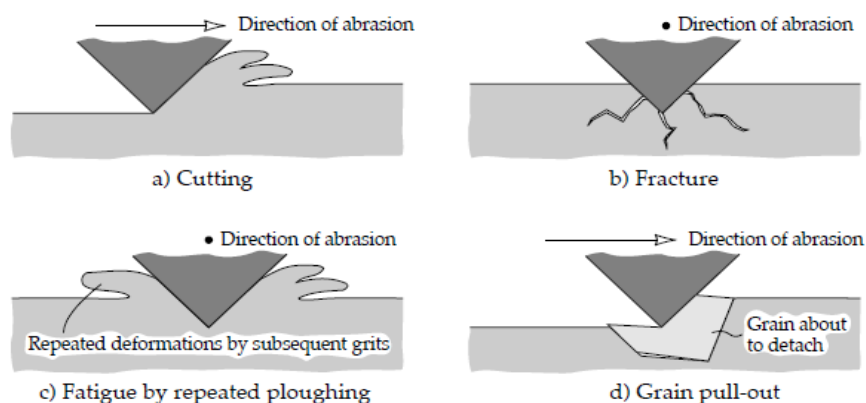 Direction of abrasion
Direction of abrasion
a) Cutting
b) Fracture
Direction of abrasion
Direction of abrasion
Repeated deformations by subsequent grits
Grain about
to detach
c) Fatigue by repeated ploughing
d) Grain pull-out